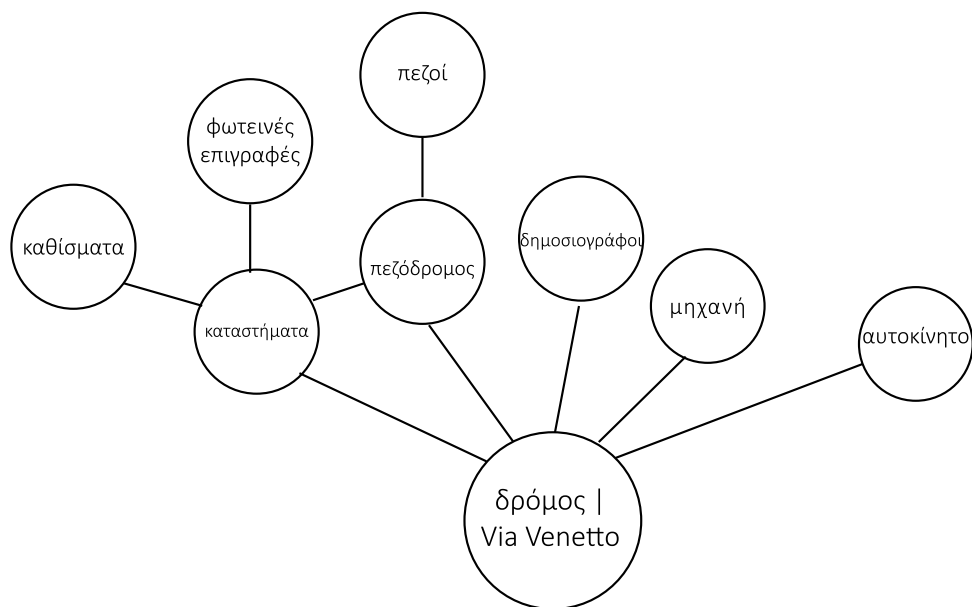 πεζοί
φωτεινές
επιγραφές
καθίσματα
πεζόδρομος
δημοσιογράφοι
μηχανή
καταστήματα
αυτοκίνητο
δρόμος |
Via Venetto